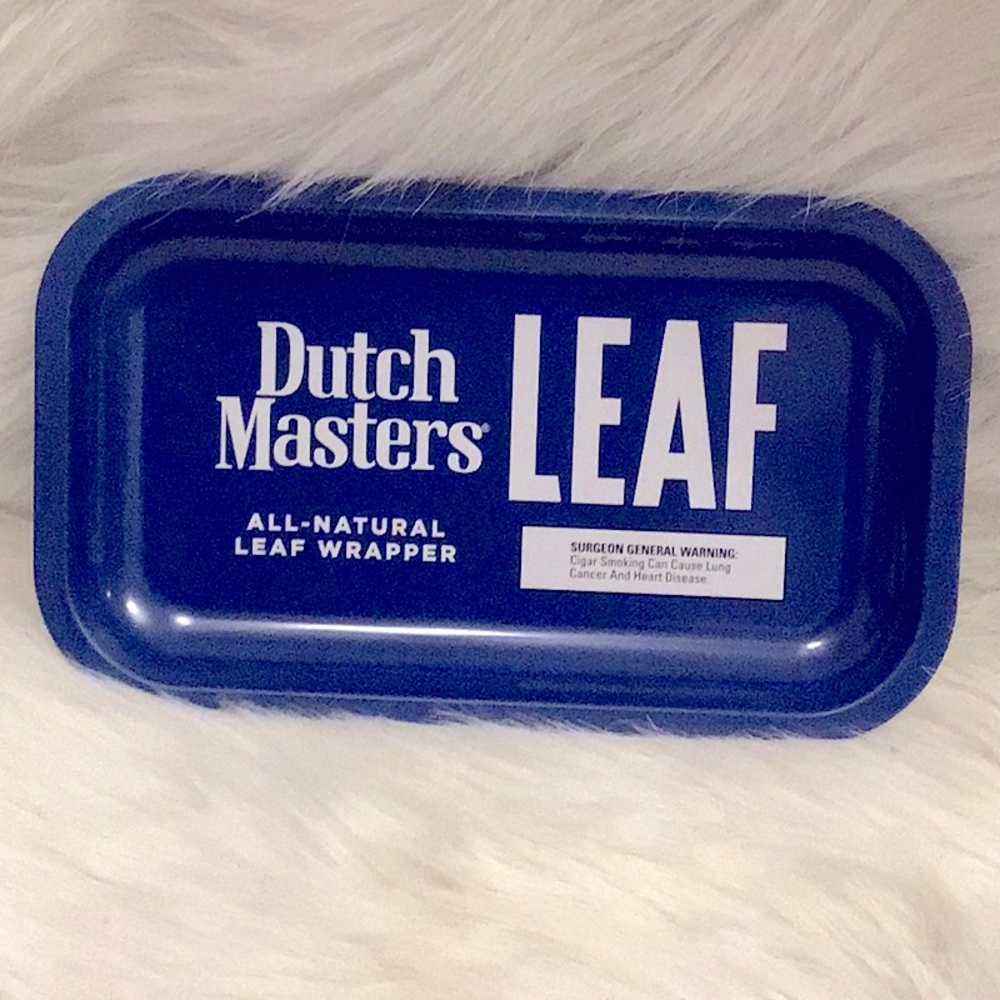 Dutch
Masters®
LEAF
ALL-NATURAL
LEAF WRAPPER
SURGEON GENERAL WARNING:
Cigar Smoking Can Cause Lung
Cancer And Heart Disease.